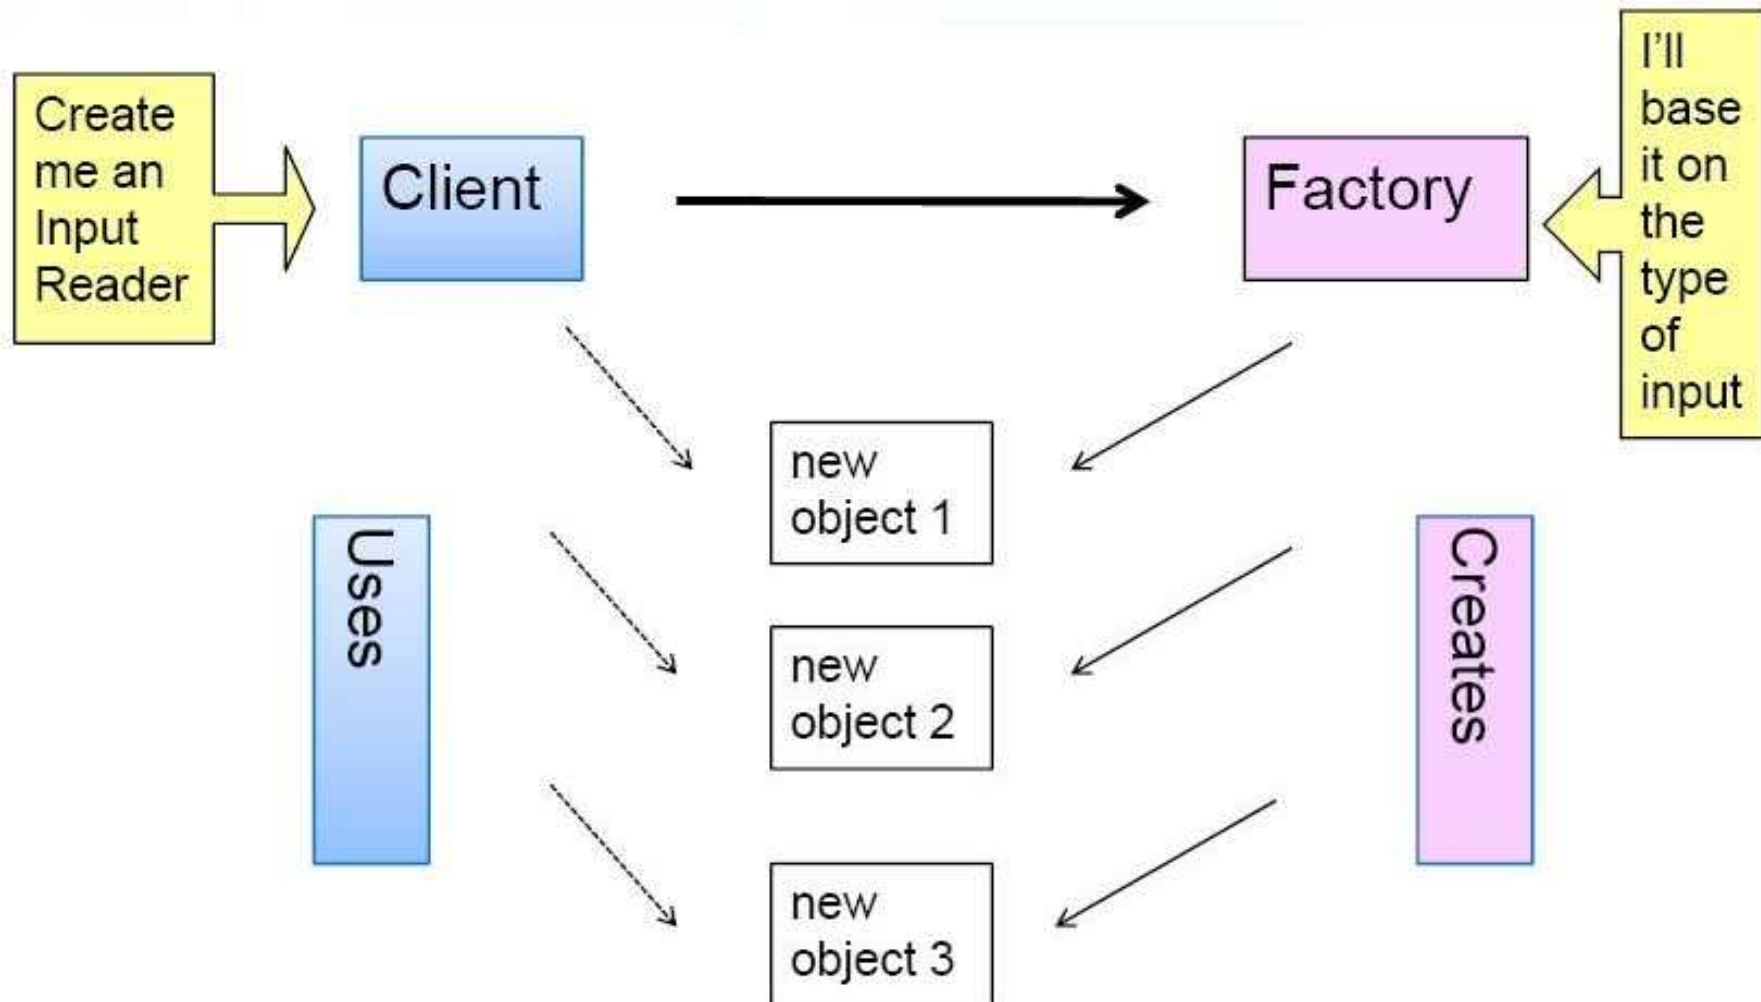 Create
me an
Input
Reader
Client
Factory
I'll
base
it on
the
type
of
input
new
object 1
Uses
Creates
new
object 2
new
object 3